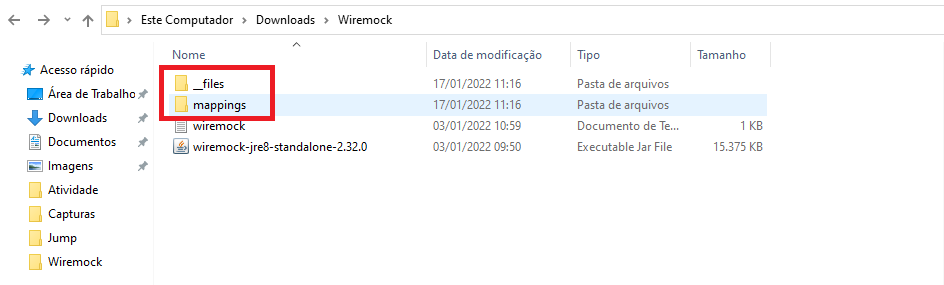 Este Computador > Downloads > Wiremock
Nome Data de modificação Tipo Tamanho
Acesso rápido
Área de Trabalho
Downloads
Documentos
Imagens
Atividade
Capturas
Jump
Wiremock
__files 17/01/2022 11:16 Pasta de arquivos
mappings 17/01/2022 11:16 Pasta de arquivos
wiremock 03/01/2022 10:59 Documento de Te... 1 KB
wiremock-jre8-standalone-2.32.0 03/01/2022 09:50 Executable Jar File 15.375 KB